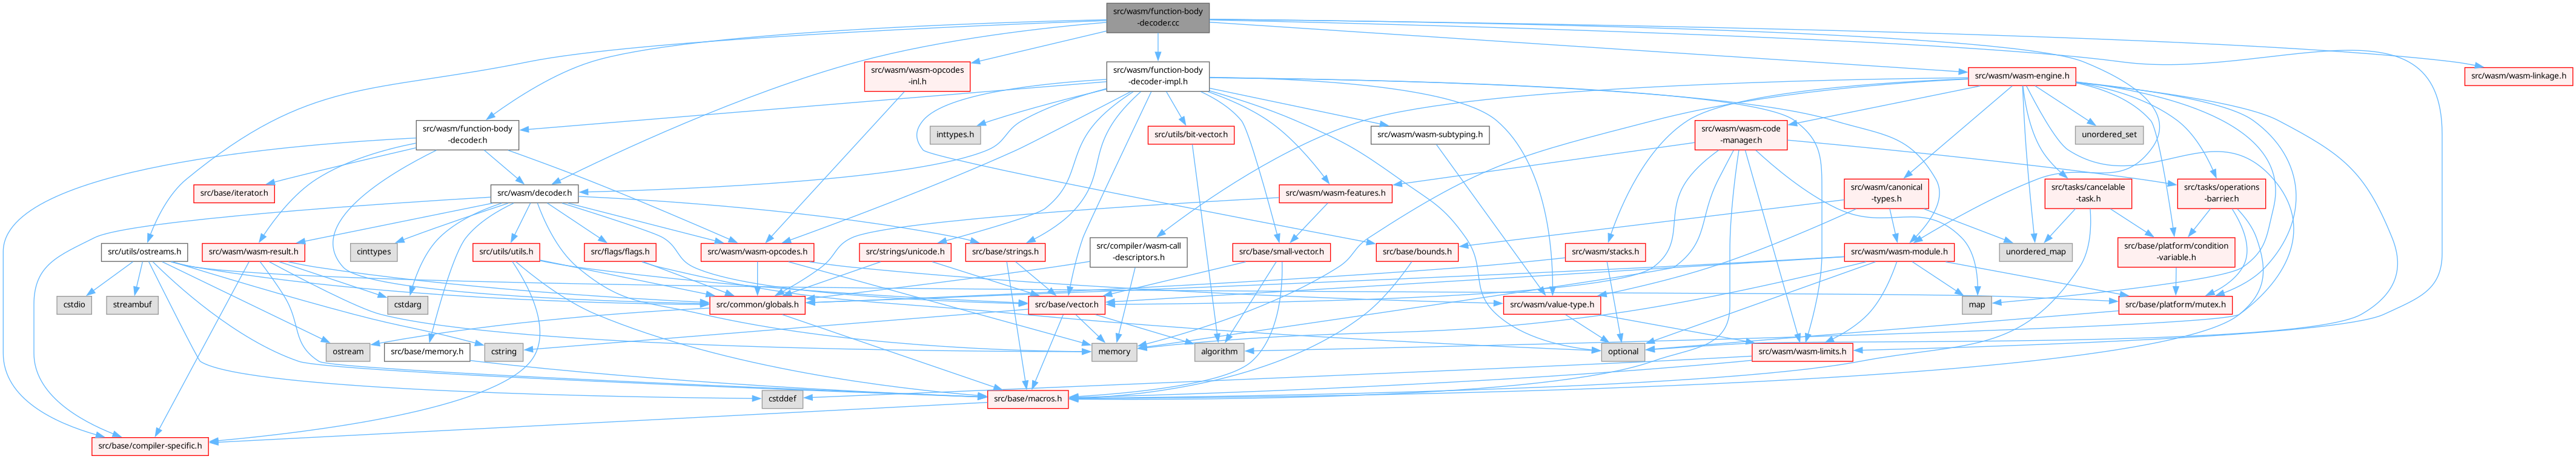 src/wasm/function-body
-decoder.cc
src/wasm/wasm-opcodes
-inl.h
src/wasm/function-body
-decoder-impl.h
src/wasm/wasm-engine.h
src/wasm/wasm-linkage.h
src/wasm/function-body
-decoder.h
inttypes.h
src/utils/bit-vector.h
src/wasm/wasm-subtyping.h
src/wasm/wasm-code
-manager.h
unordered_set
src/base/iterator.h
src/wasm/decoder.h
src/wasm/wasm-features.h
src/wasm/canonical
-types.h
src/tasks/cancelable
-task.h
src/tasks/operations
-barrier.h
src/utils/ostreams.h
src/wasm/wasm-result.h
cinttypes
src/utils/utils.h
src/flags/flags.h
src/wasm/wasm-opcodes.h
src/strings/unicode.h
src/base/strings.h
src/compiler/wasm-call
-descriptors.h
src/base/small-vector.h
src/base/bounds.h
src/wasm/stacks.h
src/wasm/wasm-module.h
unordered_map
src/base/platform/condition
-variable.h
cstdio
streambuf
cstdarg
src/common/globals.h
src/base/vector.h
src/wasm/value-type.h
map
src/base/platform/mutex.h
ostream
src/base/memory.h
cstring
memory
algorithm
optional
src/wasm/wasm-limits.h
cstddef
src/base/macros.h
src/base/compiler-specific.h